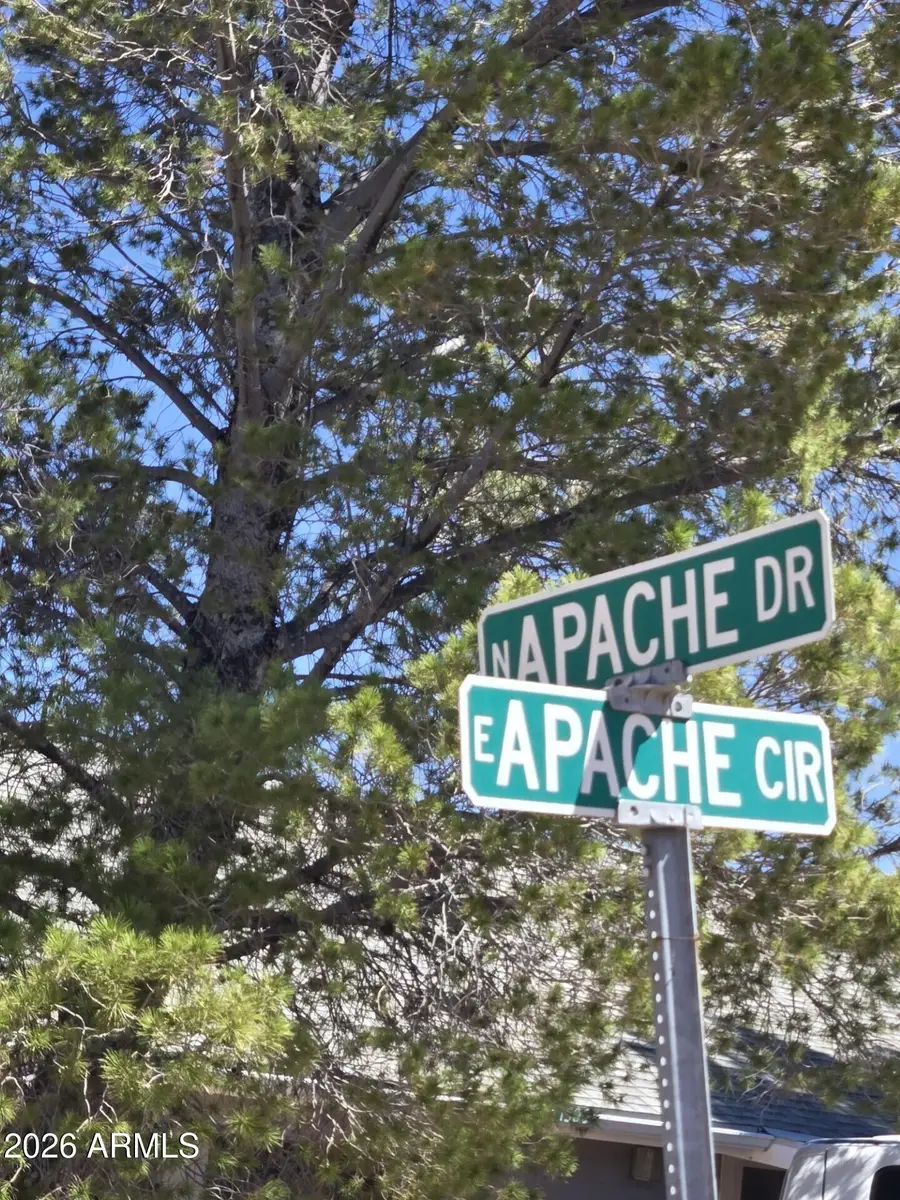 N APACHE DR
E APACHE CIR
2026 ARMLS